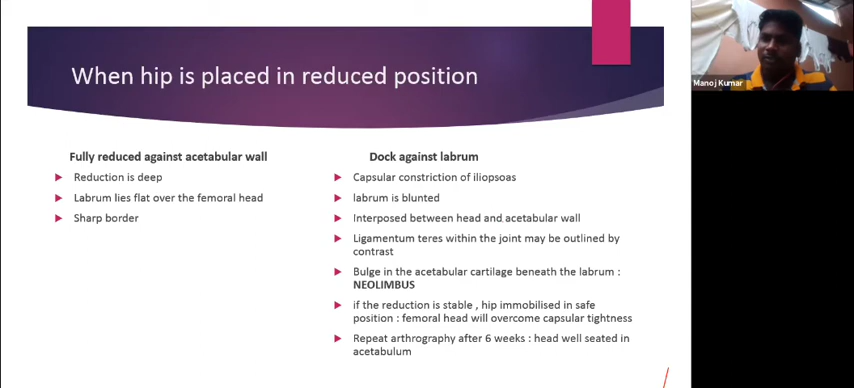 When hip is placed in reduced position
Fully reduced against acetabular wall
Reduction is deep
Labrum lies flat over the femoral head
Sharp border
Dock against labrum
Capsular constriction of iliopsoas
labrum is blunted
Interposed between head and acetabular wall
Ligamentum teres within the joint may be outlined by
contrast
Bulge in the acetabular cartilage beneath the labrum :
NEOLIMBUS
if the reduction is stable , hip immobilised in safe
position : femoral head will overcome capsular tightness
Repeat arthrography after 6 weeks : head well seated in
acetabulum
Manoj Kumar